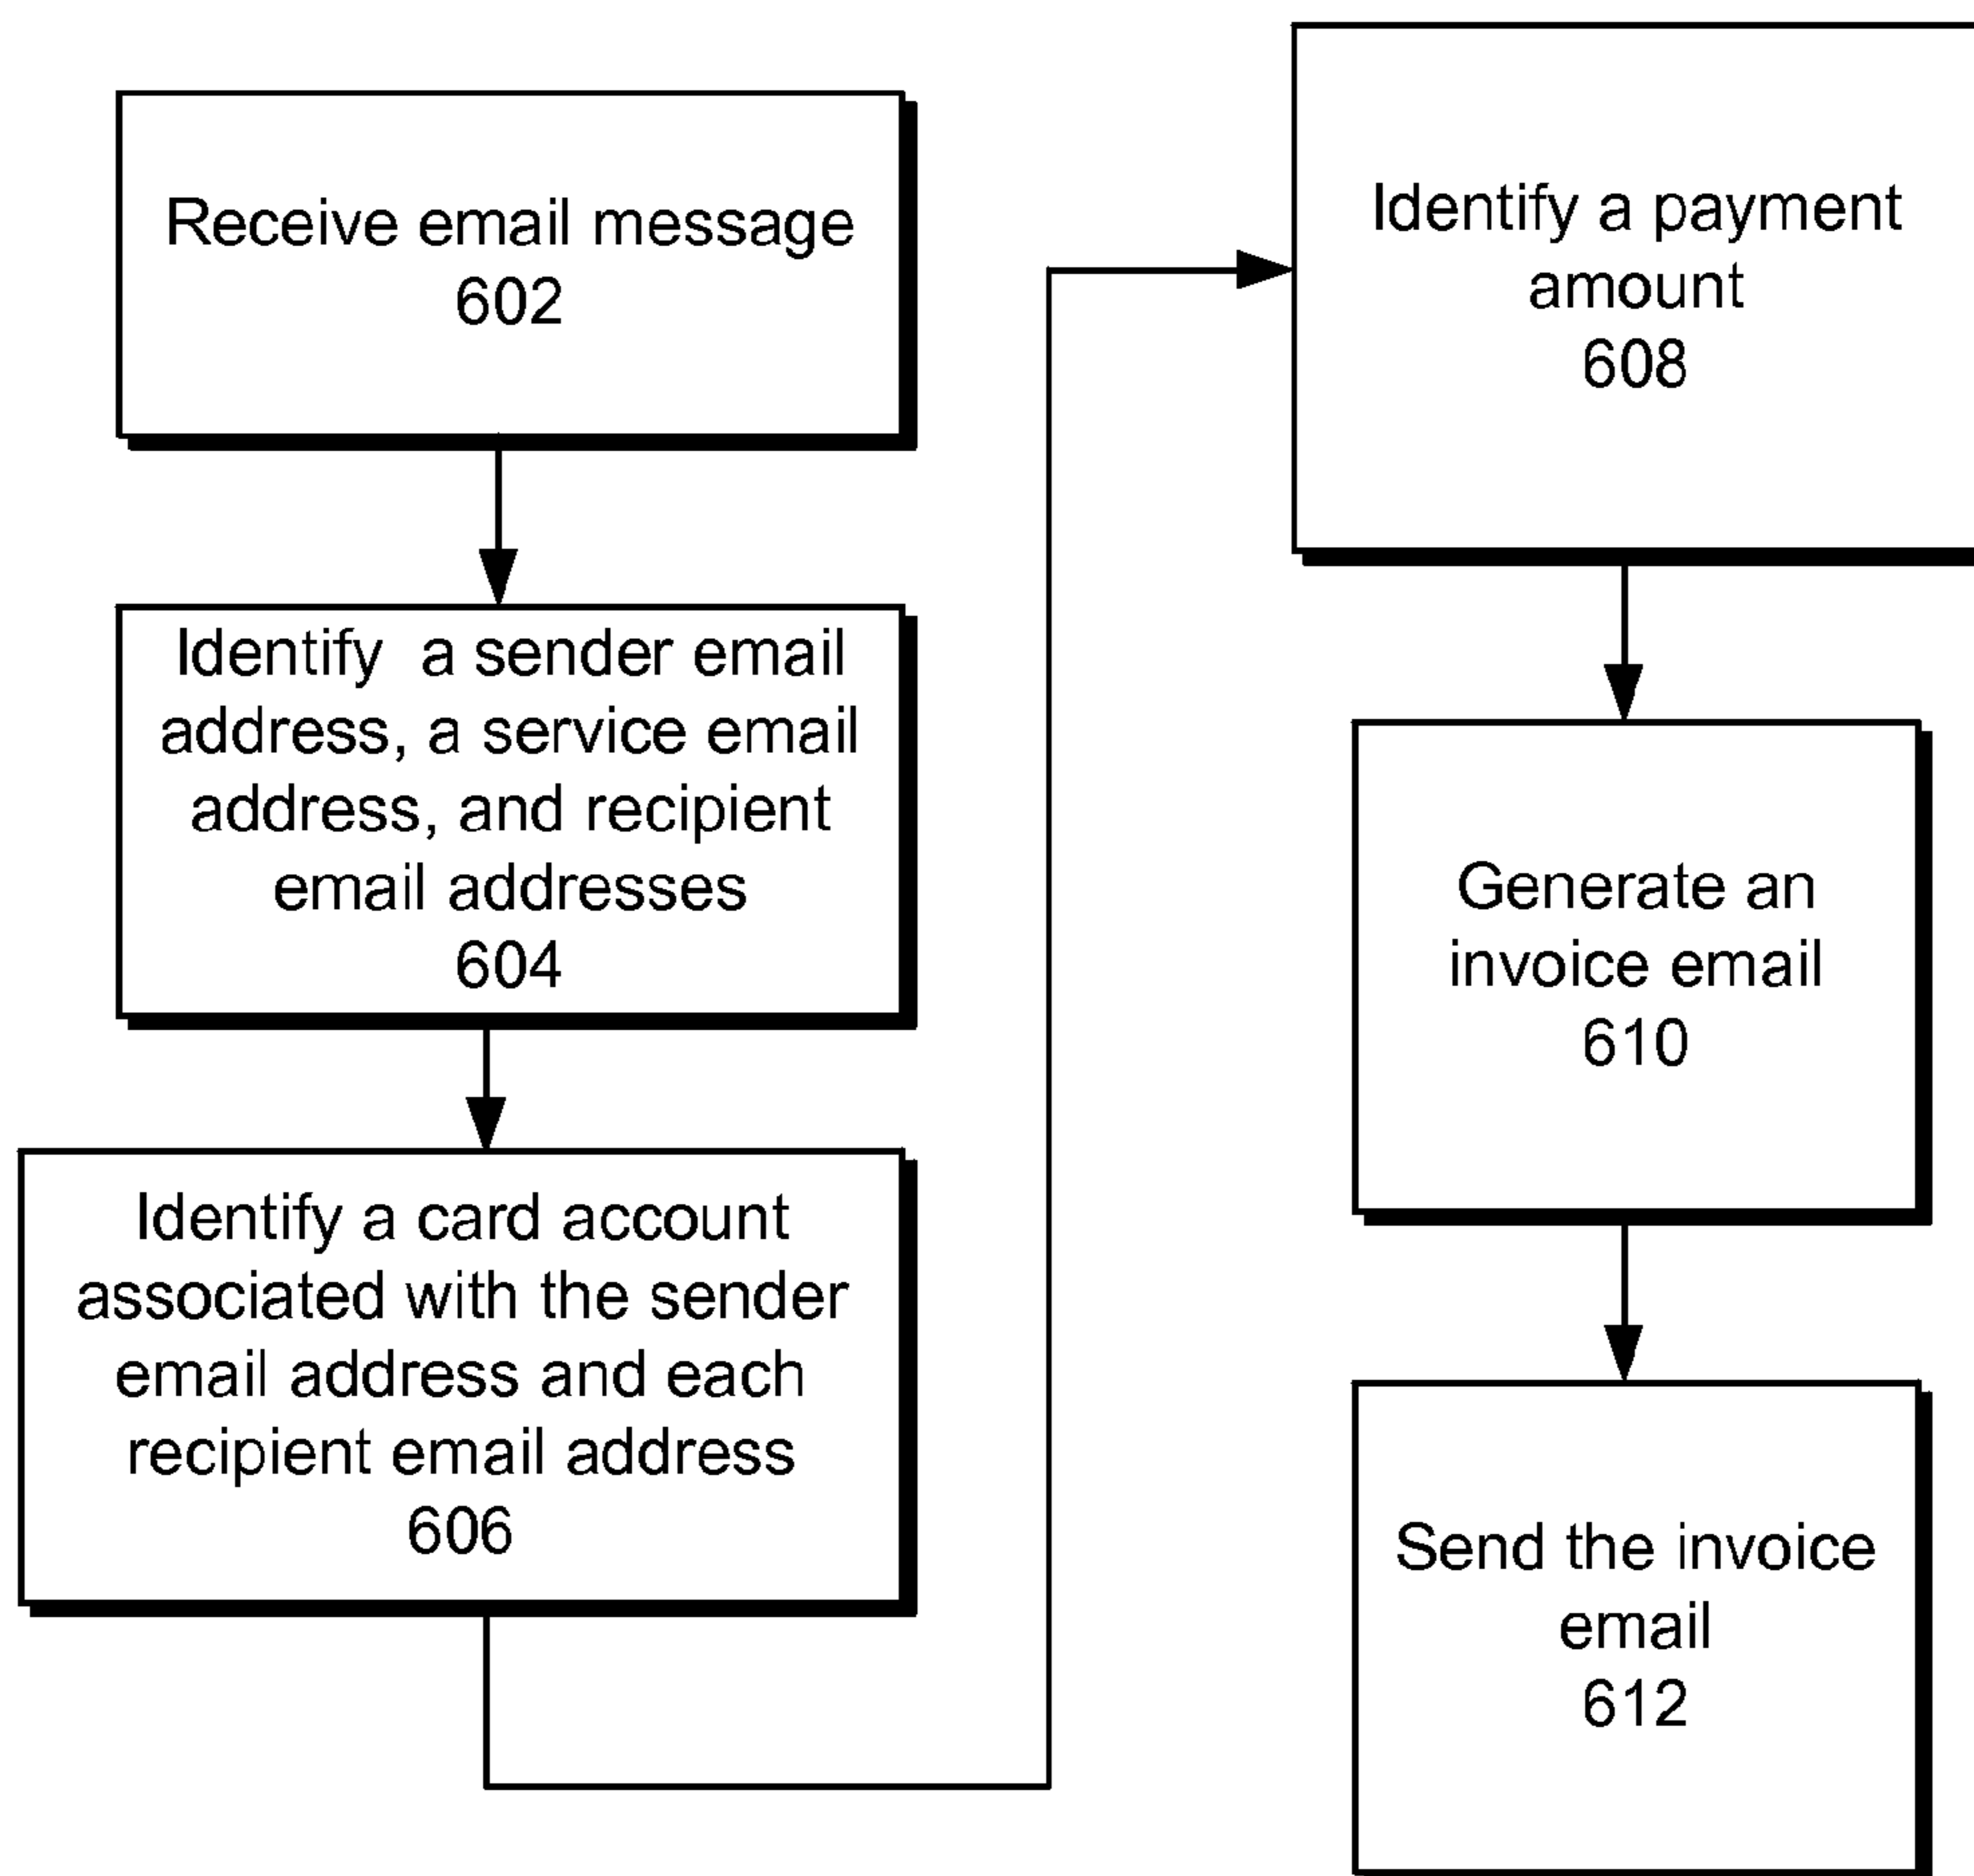 Receive email message
602
Identify a sender email
address, a service email
address, and recipient
email addresses
604
Identify a card account
associated with the sender
email address and each
recipient email address
606
Identify a payment
amount
608
Generate an
invoice email
610
Send the invoice
email
612